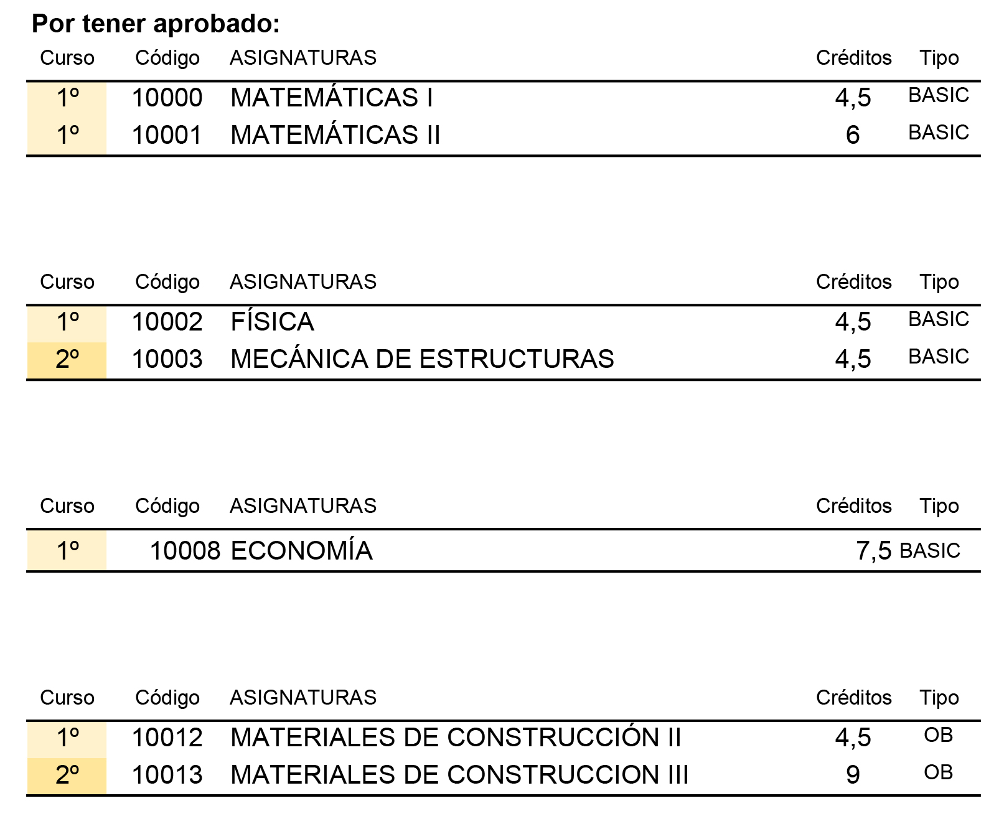 Por tener aprobado:
Curso Código ASIGNATURAS Créditos Tipo
1º 10000 MATEMÁTICAS I 4,5 BASIC
1º 10001 MATEMÁTICAS II 6 BASIC
Curso Código ASIGNATURAS Créditos Tipo
1º 10002 FÍSICA 4,5 BASIC
2º 10003 MECÁNICA DE ESTRUCTURAS 4,5 BASIC
Curso Código ASIGNATURAS Créditos Tipo
1º 10008 ECONOMÍA 7,5 BASIC
Curso Código ASIGNATURAS Créditos Tipo
1º 10012 MATERIALES DE CONSTRUCCIÓN II 4,5 OB
2º 10013 MATERIALES DE CONSTRUCCION III 9 OB